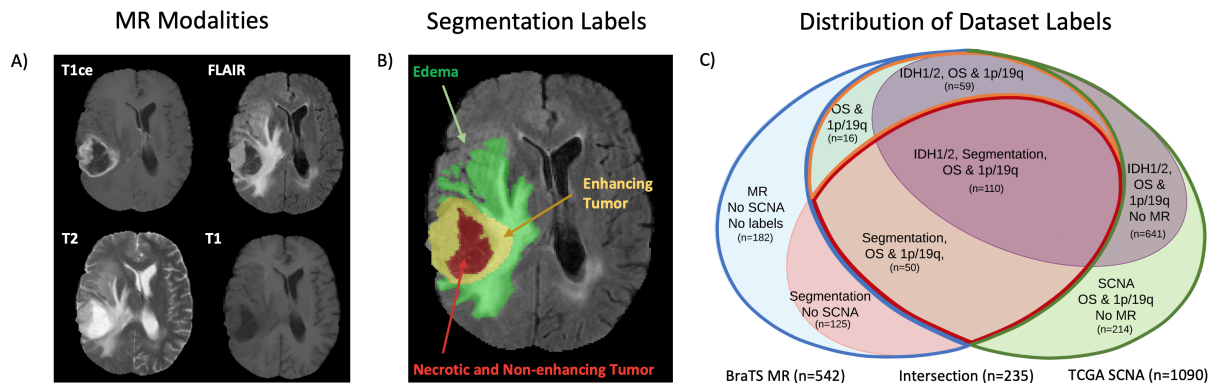 MR Modalities
Segmentation Labels
Distribution of Dataset Labels
A)
T1ce
FLAIR
T2
T1
B)
Edema
Enhancing
Tumor
Necrotic and Non-enhancing Tumor
C)
IDH1/2, OS & 1p/19q
(n=59)
OS &
1p/19q
(n=16)
IDH1/2, Segmentation,
OS & 1p/19q
(n=110)
IDH1/2,
OS &
1p/19q
No MR
(n=641)
MR
No SCNA
No labels
(n=182)
Segmentation,
OS & 1p/19q,
(n=50)
Segmentation
No SCNA
(n=125)
SCNA
OS & 1p/19q
No MR
(n=214)
BraTS MR (n=542)
Intersection (n=235)
TCGA SCNA (n=1090)